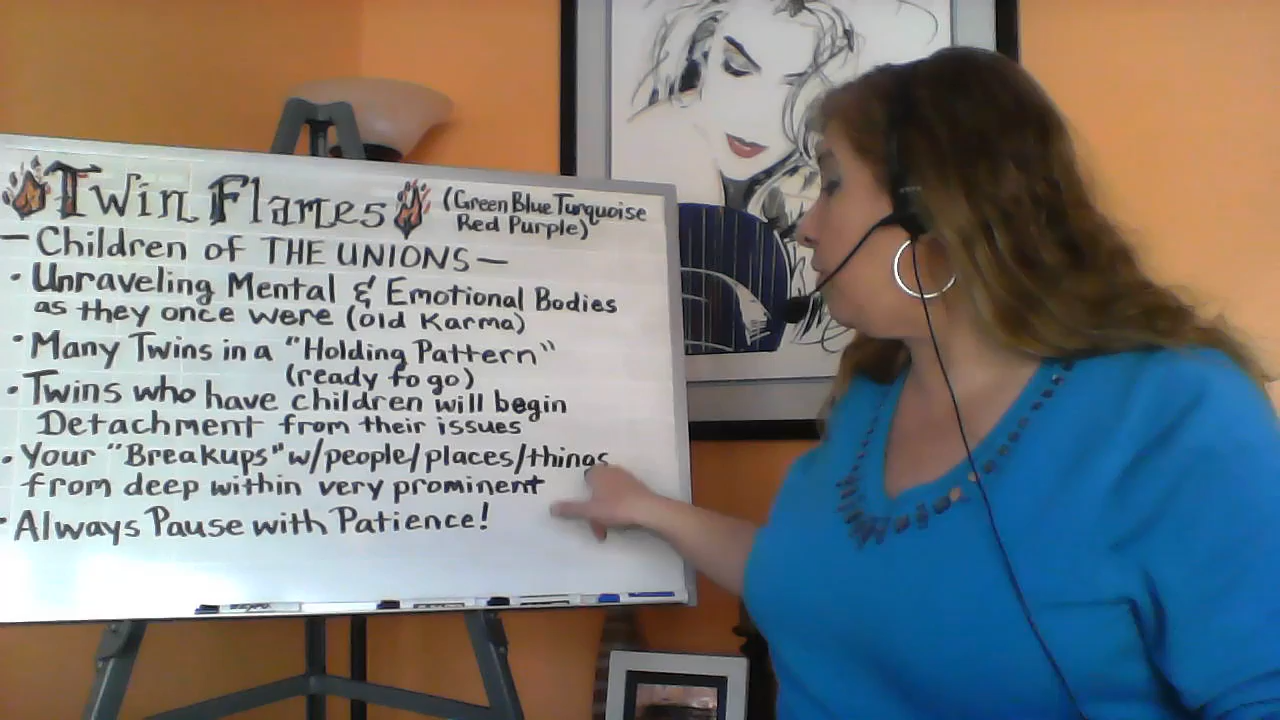 Twin Flames (Green Blue Turquoise
Red Purple)
— Children of THE UNIONS —
• Unraveling Mental & Emotional Bodies
as they once were (old Karma)
• Many Twins in a "Holding Pattern"
(ready to go)
• Twins who have children will begin
Detachment from their issues
• Your "Breakups" w/people/places/things
from deep within very prominent
• Always Pause with Patience!